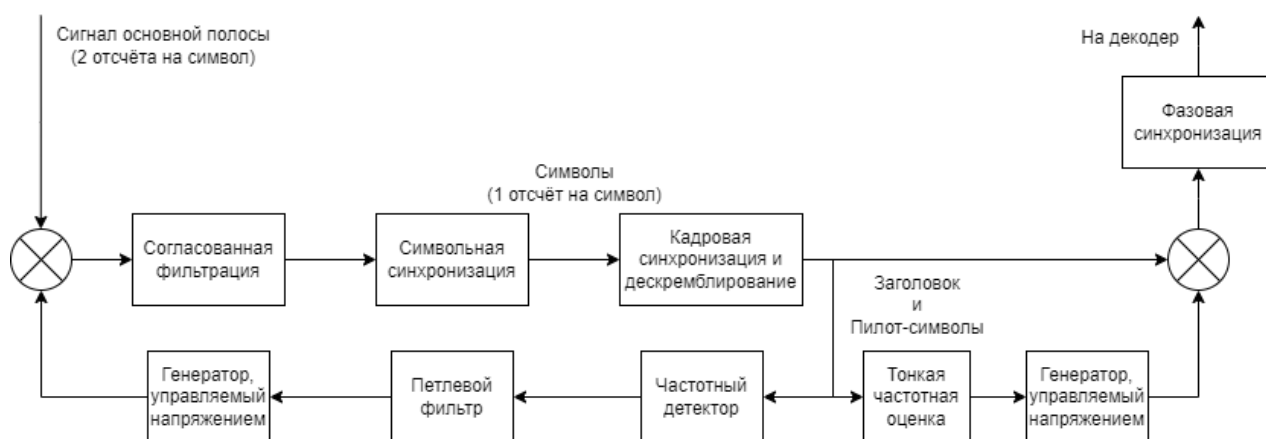 Сигнал основной полосы
(2 отсчёта на символ)
На декодер
Фазовая
синхронизация
Символы
(1 отсчёт на символ)
Согласованная
фильтрация
Символьная
синхронизация
Кадровая
синхронизация и
дескремблирование
Заголовок
и
Пилот-символы
Генератор,
управляемый
напряжением
Петлевой
фильтр
Частотный
детектор
Тонкая
частотная
оценка
Генератор,
управляемый
напряжением